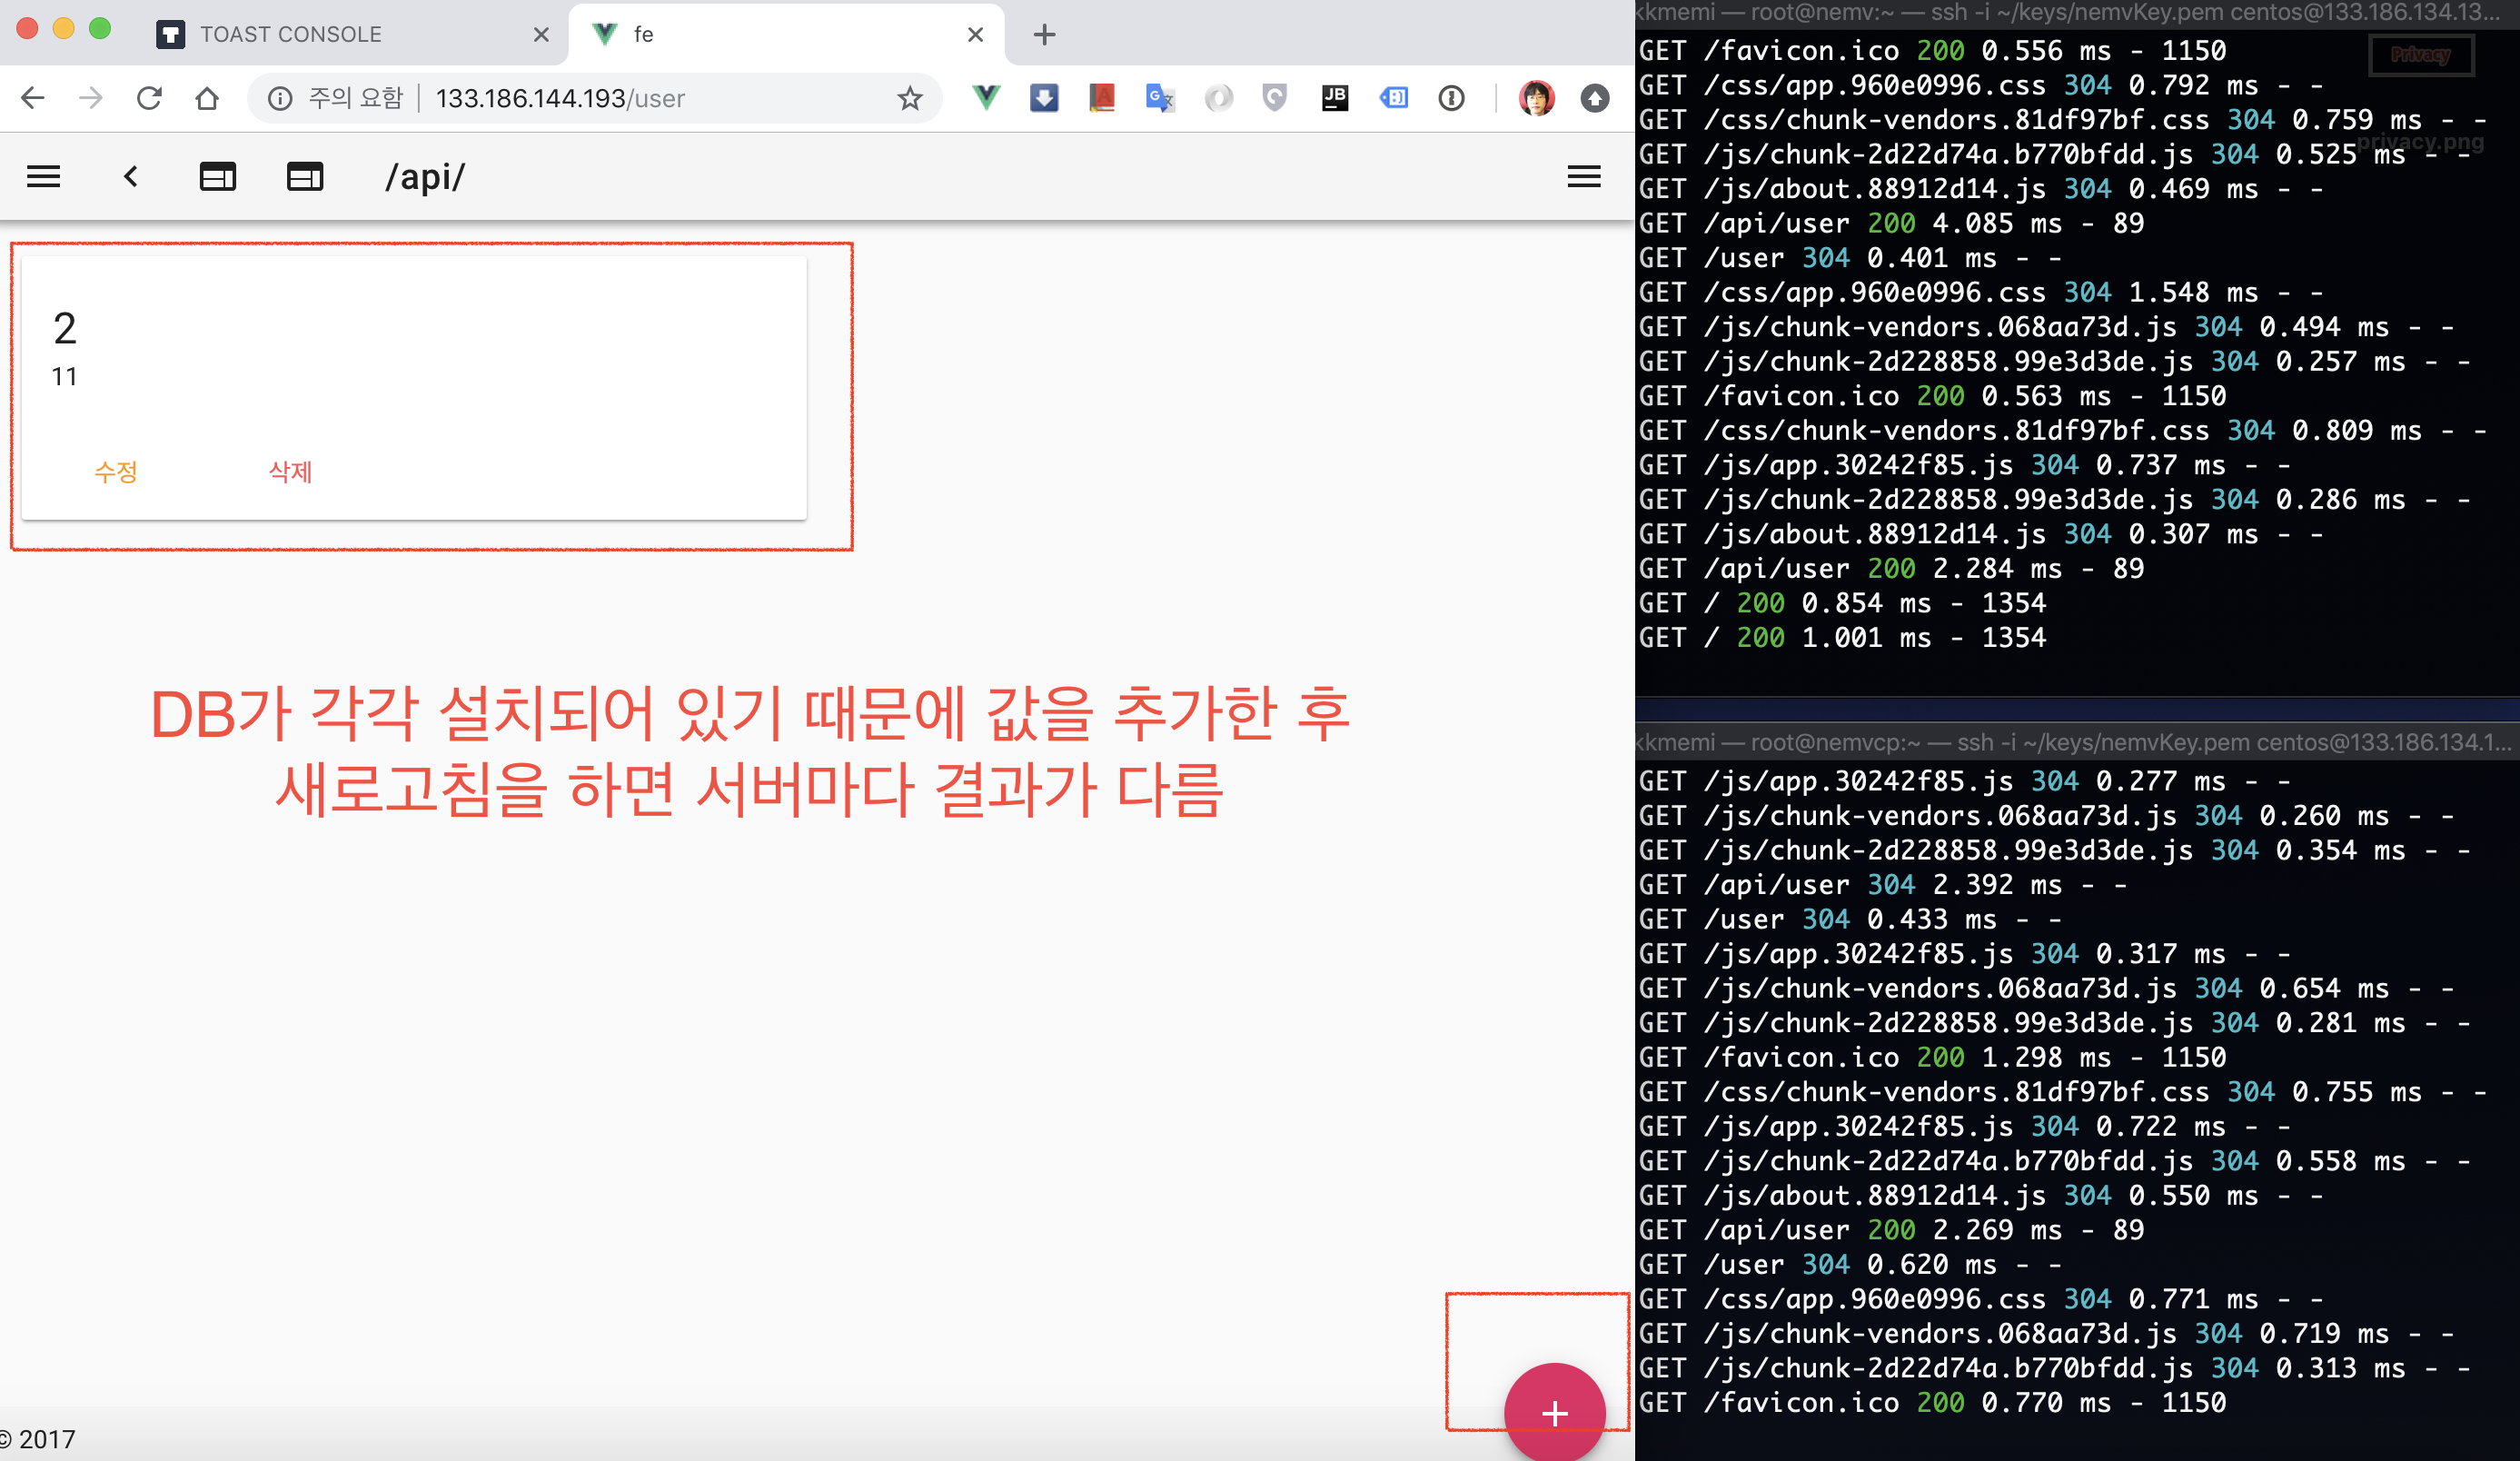 TOAST CONSOLE
fe
주의 요함 133.186.144.193/user
/api/
2
11
수정 삭제
DB가 각각 설치되어 있기 때문에 값을 추가한 후
새로고침을 하면 서버마다 결과가 다름
© 2017
kkmemi — root@nemv:~ — ssh -i ~/keys/nemvKey.pem centos@133.186.134.13...
Privacy
privacy.png
GET /favicon.ico 200 0.556 ms - 1150
GET /css/app.960e0996.css 304 0.792 ms - -
GET /css/chunk-vendors.81df97bf.css 304 0.759 ms - -
GET /js/chunk-2d22d74a.b770bfdd.js 304 0.525 ms - -
GET /js/about.88912d14.js 304 0.469 ms - -
GET /api/user 200 4.085 ms - 89
GET /user 304 0.401 ms - -
GET /css/app.960e0996.css 304 1.548 ms - -
GET /js/chunk-vendors.068aa73d.js 304 0.494 ms - -
GET /js/chunk-2d228858.99e3d3de.js 304 0.257 ms - -
GET /favicon.ico 200 0.563 ms - 1150
GET /css/chunk-vendors.81df97bf.css 304 0.809 ms - -
GET /js/app.30242f85.js 304 0.737 ms - -
GET /js/chunk-2d228858.99e3d3de.js 304 0.286 ms - -
GET /js/about.88912d14.js 304 0.307 ms - -
GET /api/user 200 2.284 ms - 89
GET / 200 0.854 ms - 1354
GET / 200 1.001 ms - 1354
kkmemi — root@nemvcp:~ — ssh -i ~/keys/nemvKey.pem centos@133.186.134.1...
GET /js/app.30242f85.js 304 0.277 ms - -
GET /js/chunk-vendors.068aa73d.js 304 0.260 ms - -
GET /js/chunk-2d228858.99e3d3de.js 304 0.354 ms - -
GET /api/user 304 2.392 ms - -
GET /user 304 0.433 ms - -
GET /js/app.30242f85.js 304 0.317 ms - -
GET /js/chunk-vendors.068aa73d.js 304 0.654 ms - -
GET /js/chunk-2d228858.99e3d3de.js 304 0.281 ms - -
GET /favicon.ico 200 1.298 ms - 1150
GET /css/chunk-vendors.81df97bf.css 304 0.755 ms - -
GET /js/app.30242f85.js 304 0.722 ms - -
GET /js/chunk-2d22d74a.b770bfdd.js 304 0.558 ms - -
GET /js/about.88912d14.js 304 0.550 ms - -
GET /api/user 200 2.269 ms - 89
GET /user 304 0.620 ms - -
GET /css/app.960e0996.css 304 0.771 ms - -
GET /js/chunk-vendors.068aa73d.js 304 0.719 ms - -
GET /js/chunk-2d22d74a.b770bfdd.js 304 0.313 ms - -
GET /favicon.ico 200 0.770 ms - 1150